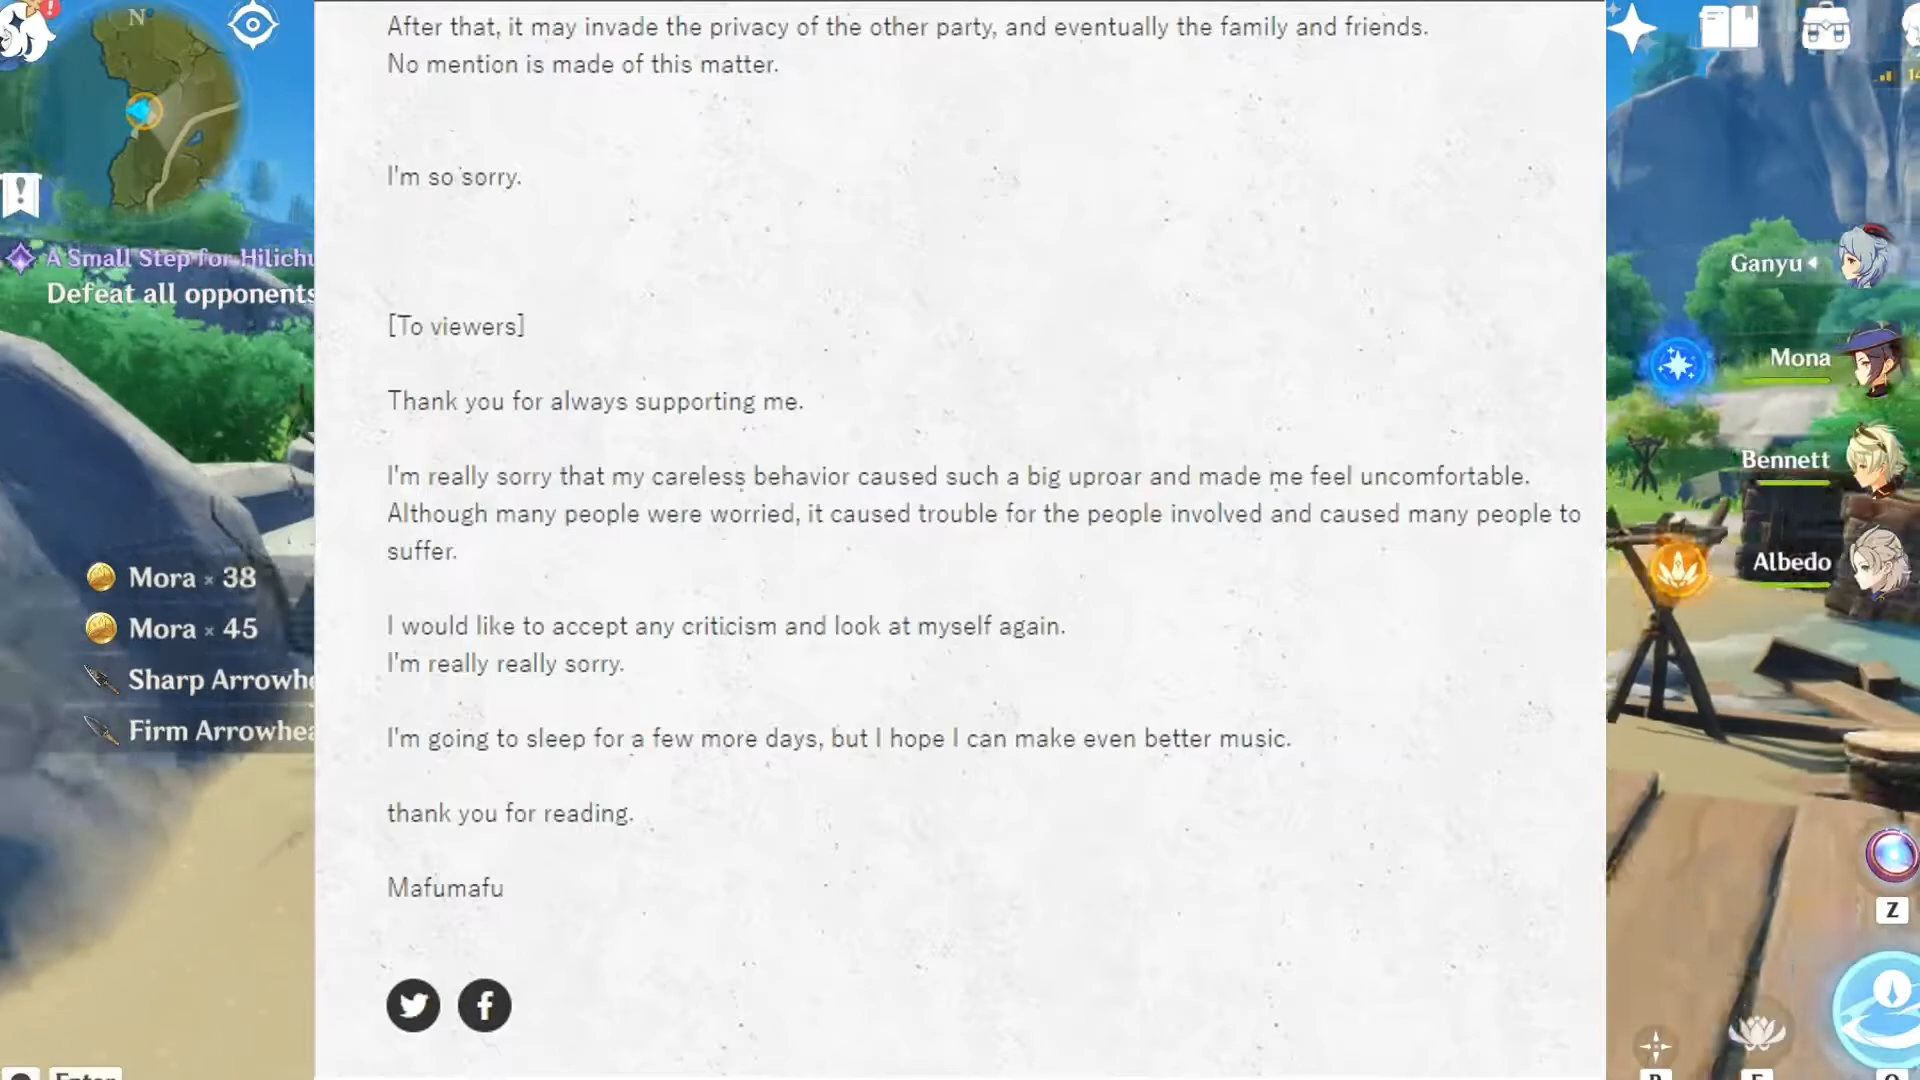 N
After that, it may invade the privacy of the other party, and eventually the family and friends.
No mention is made of this matter.
I'm so sorry.
[To viewers]
Thank you for always supporting me.
I'm really sorry that my careless behavior caused such a big uproar and made me feel uncomfortable.
Although many people were worried, it caused trouble for the people involved and caused many people to
suffer.
I would like to accept any criticism and look at myself again.
I'm really really sorry.
I'm going to sleep for a few more days, but I hope I can make even better music.
thank you for reading.
Mafumafu
A Small Step for Hilichu
Defeat all opponents
Mora × 38
Mora × 45
Sharp Arrowhe
Firm Arrowhea
Enter
14
Ganyu
Mona
Bennett
Albedo
Z